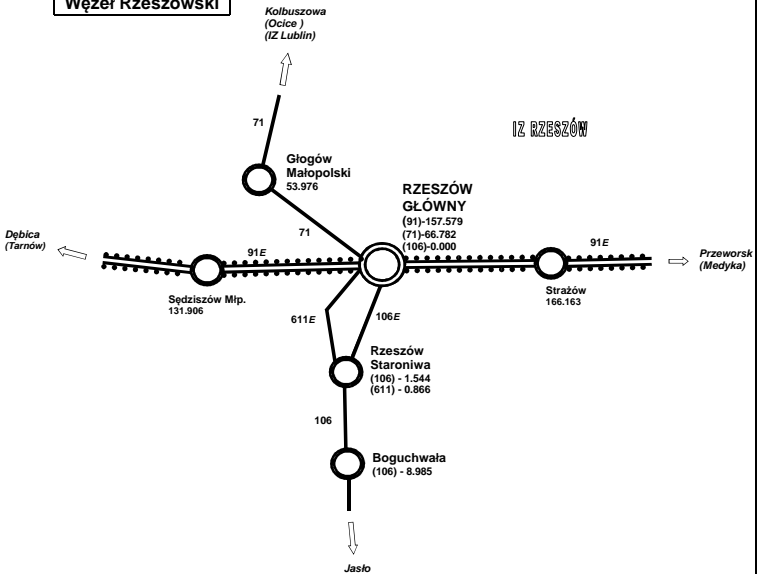 Węzeł Rzeszowski
Kolbuszowa
(Ocice )
(IZ Lublin)
71
IZ RZESZÓW
Głogów
Małopolski
53.976
RZESZÓW
GŁÓWNY
(91)-157.579
(71)-66.782
(106)-0.000
71
Dębica
(Tarnów)
91E
91E
Przeworsk
(Medyka)
Sędziszów Młp.
131.906
Strażów
166.163
611E
106E
Rzeszów
Staroniwa
(106) - 1.544
(611) - 0.866
106
Boguchwała
(106) - 8.985
Jasło